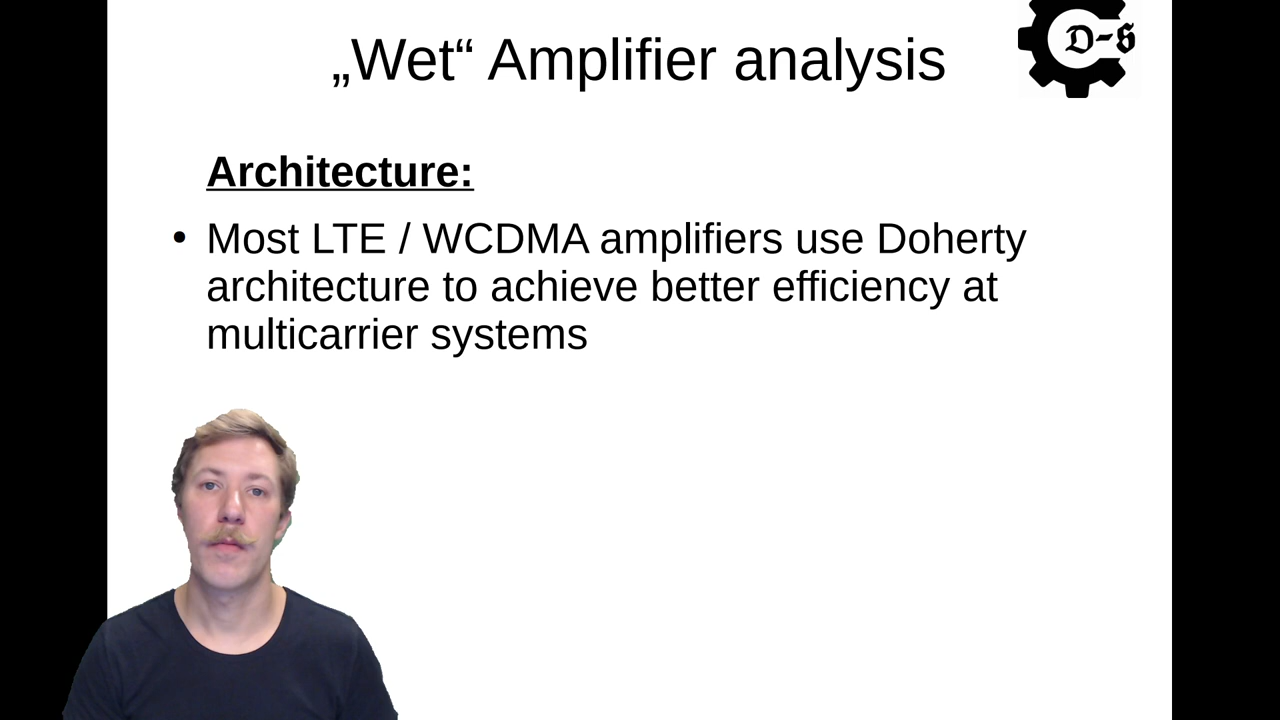 „Wet“ Amplifier analysis
D-S
Architecture:
• Most LTE / WCDMA amplifiers use Doherty
architecture to achieve better efficiency at
multicarrier systems